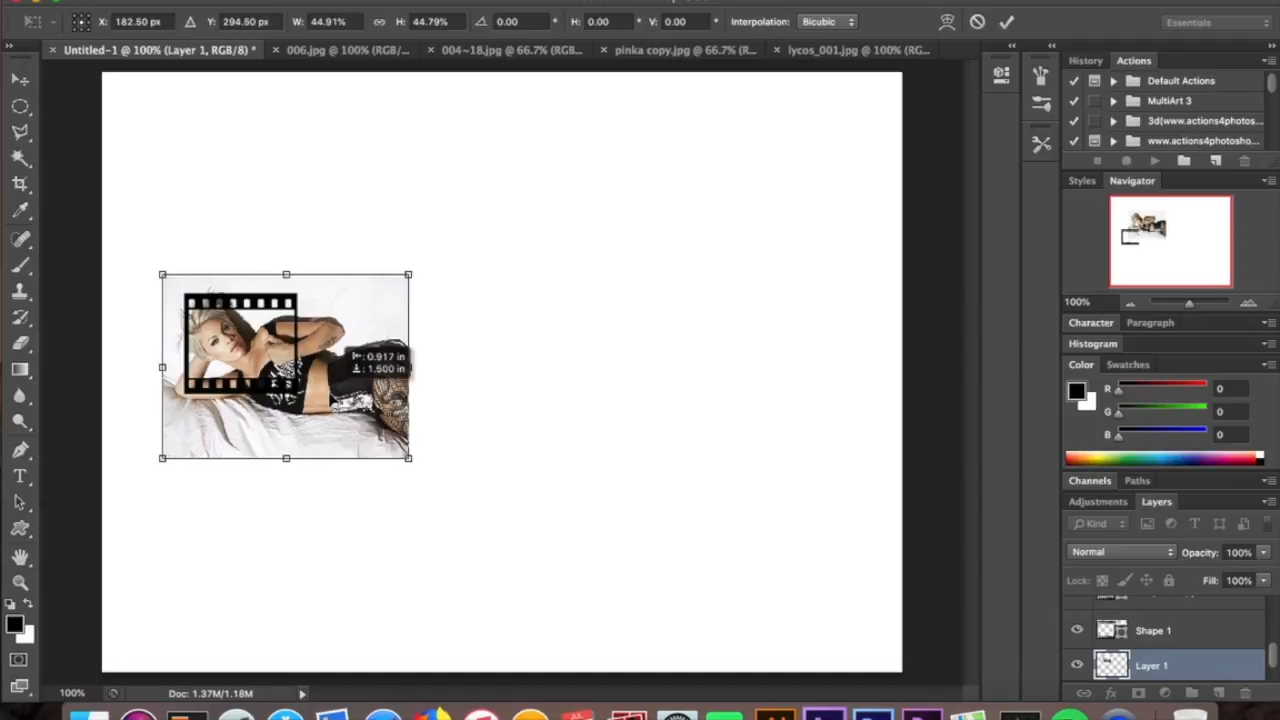 X: 182.50 px Y: 294.50 px W: 44.91% H: 44.79% 0.00 ° H: 0.00 ° V: 0.00 ° Interpolation: Bicubic Essentials
Untitled-1 @ 100% (Layer 1, RGB/8) * 006.jpg @ 100% (RGB/... 004~18.jpg @ 66.7% (RGB... pinka copy.jpg @ 66.7% (R... lycos_001.jpg @ 100% (RG...
History Actions
Default Actions
MultiArt 3
3d(www.actions4photos...
www.actions4photosho...
Styles Navigator
100%
Character Paragraph
Histogram
Color Swatches
R 0
G 0
B 0
Channels Paths
Adjustments Layers
Kind
Normal Opacity: 100%
Lock: Fill: 100%
Shape 1
Layer 1
: 0.917 in
: 1.500 in
100% Doc: 1.37M/1.18M